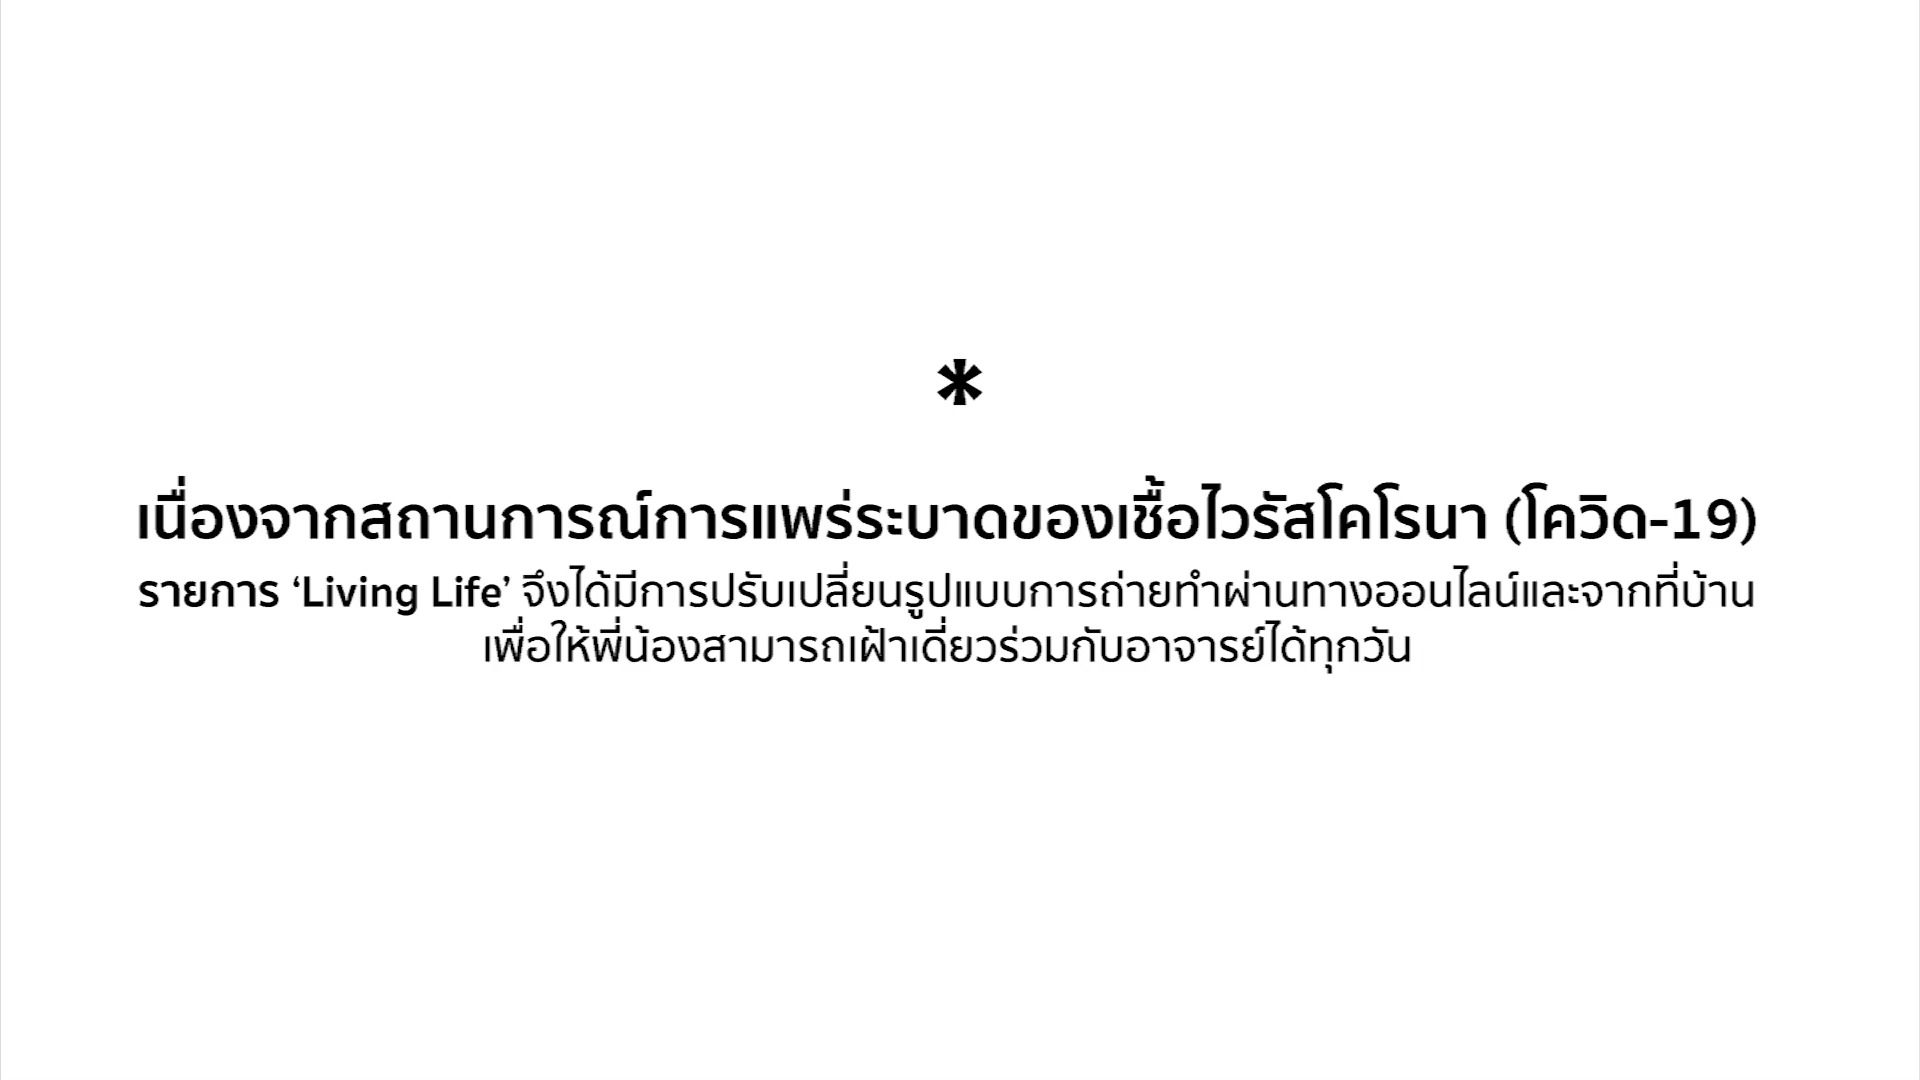 *
เนื่องจากสถานการณ์การแพร่ระบาดของเชื้อไวรัสโคโรนา (โควิด-19)
รายการ ‘Living Life’ จึงได้มีการปรับเปลี่ยนรูปแบบการถ่ายทำผ่านทางออนไลน์และจากที่บ้าน
เพื่อให้พี่น้องสามารถเฝ้าเดี่ยวร่วมกับอาจารย์ได้ทุกวัน